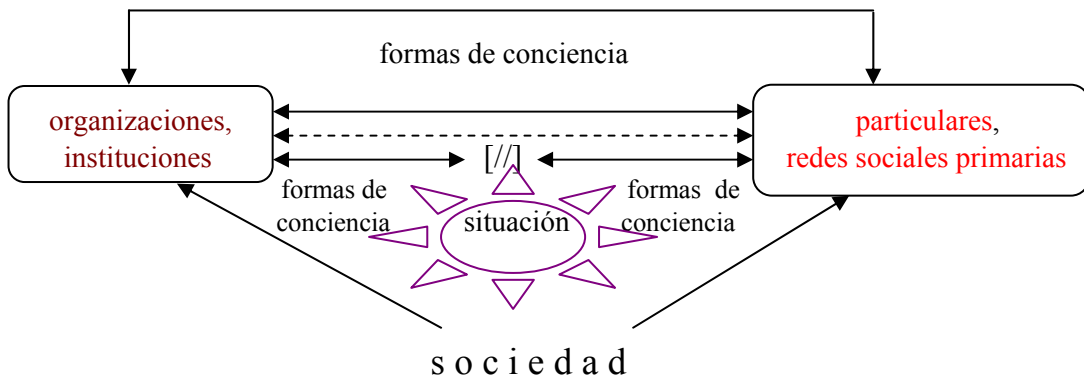 formas de conciencia
organizaciones,
instituciones
particulares,
redes sociales primarias
[//]
formas de
conciencia
situación
formas de
conciencia
s o c i e d a d